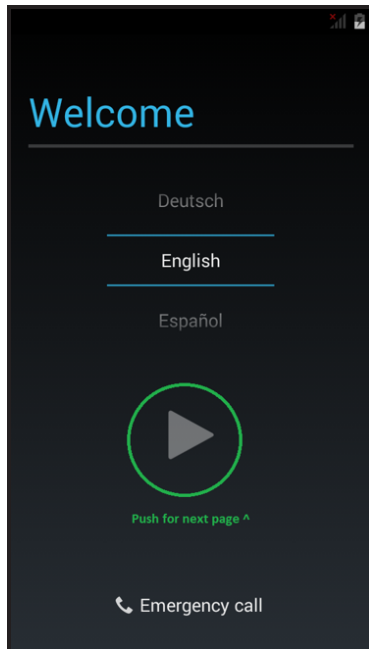 Welcome
Deutsch
English
Español
Push for next page ^
Emergency call